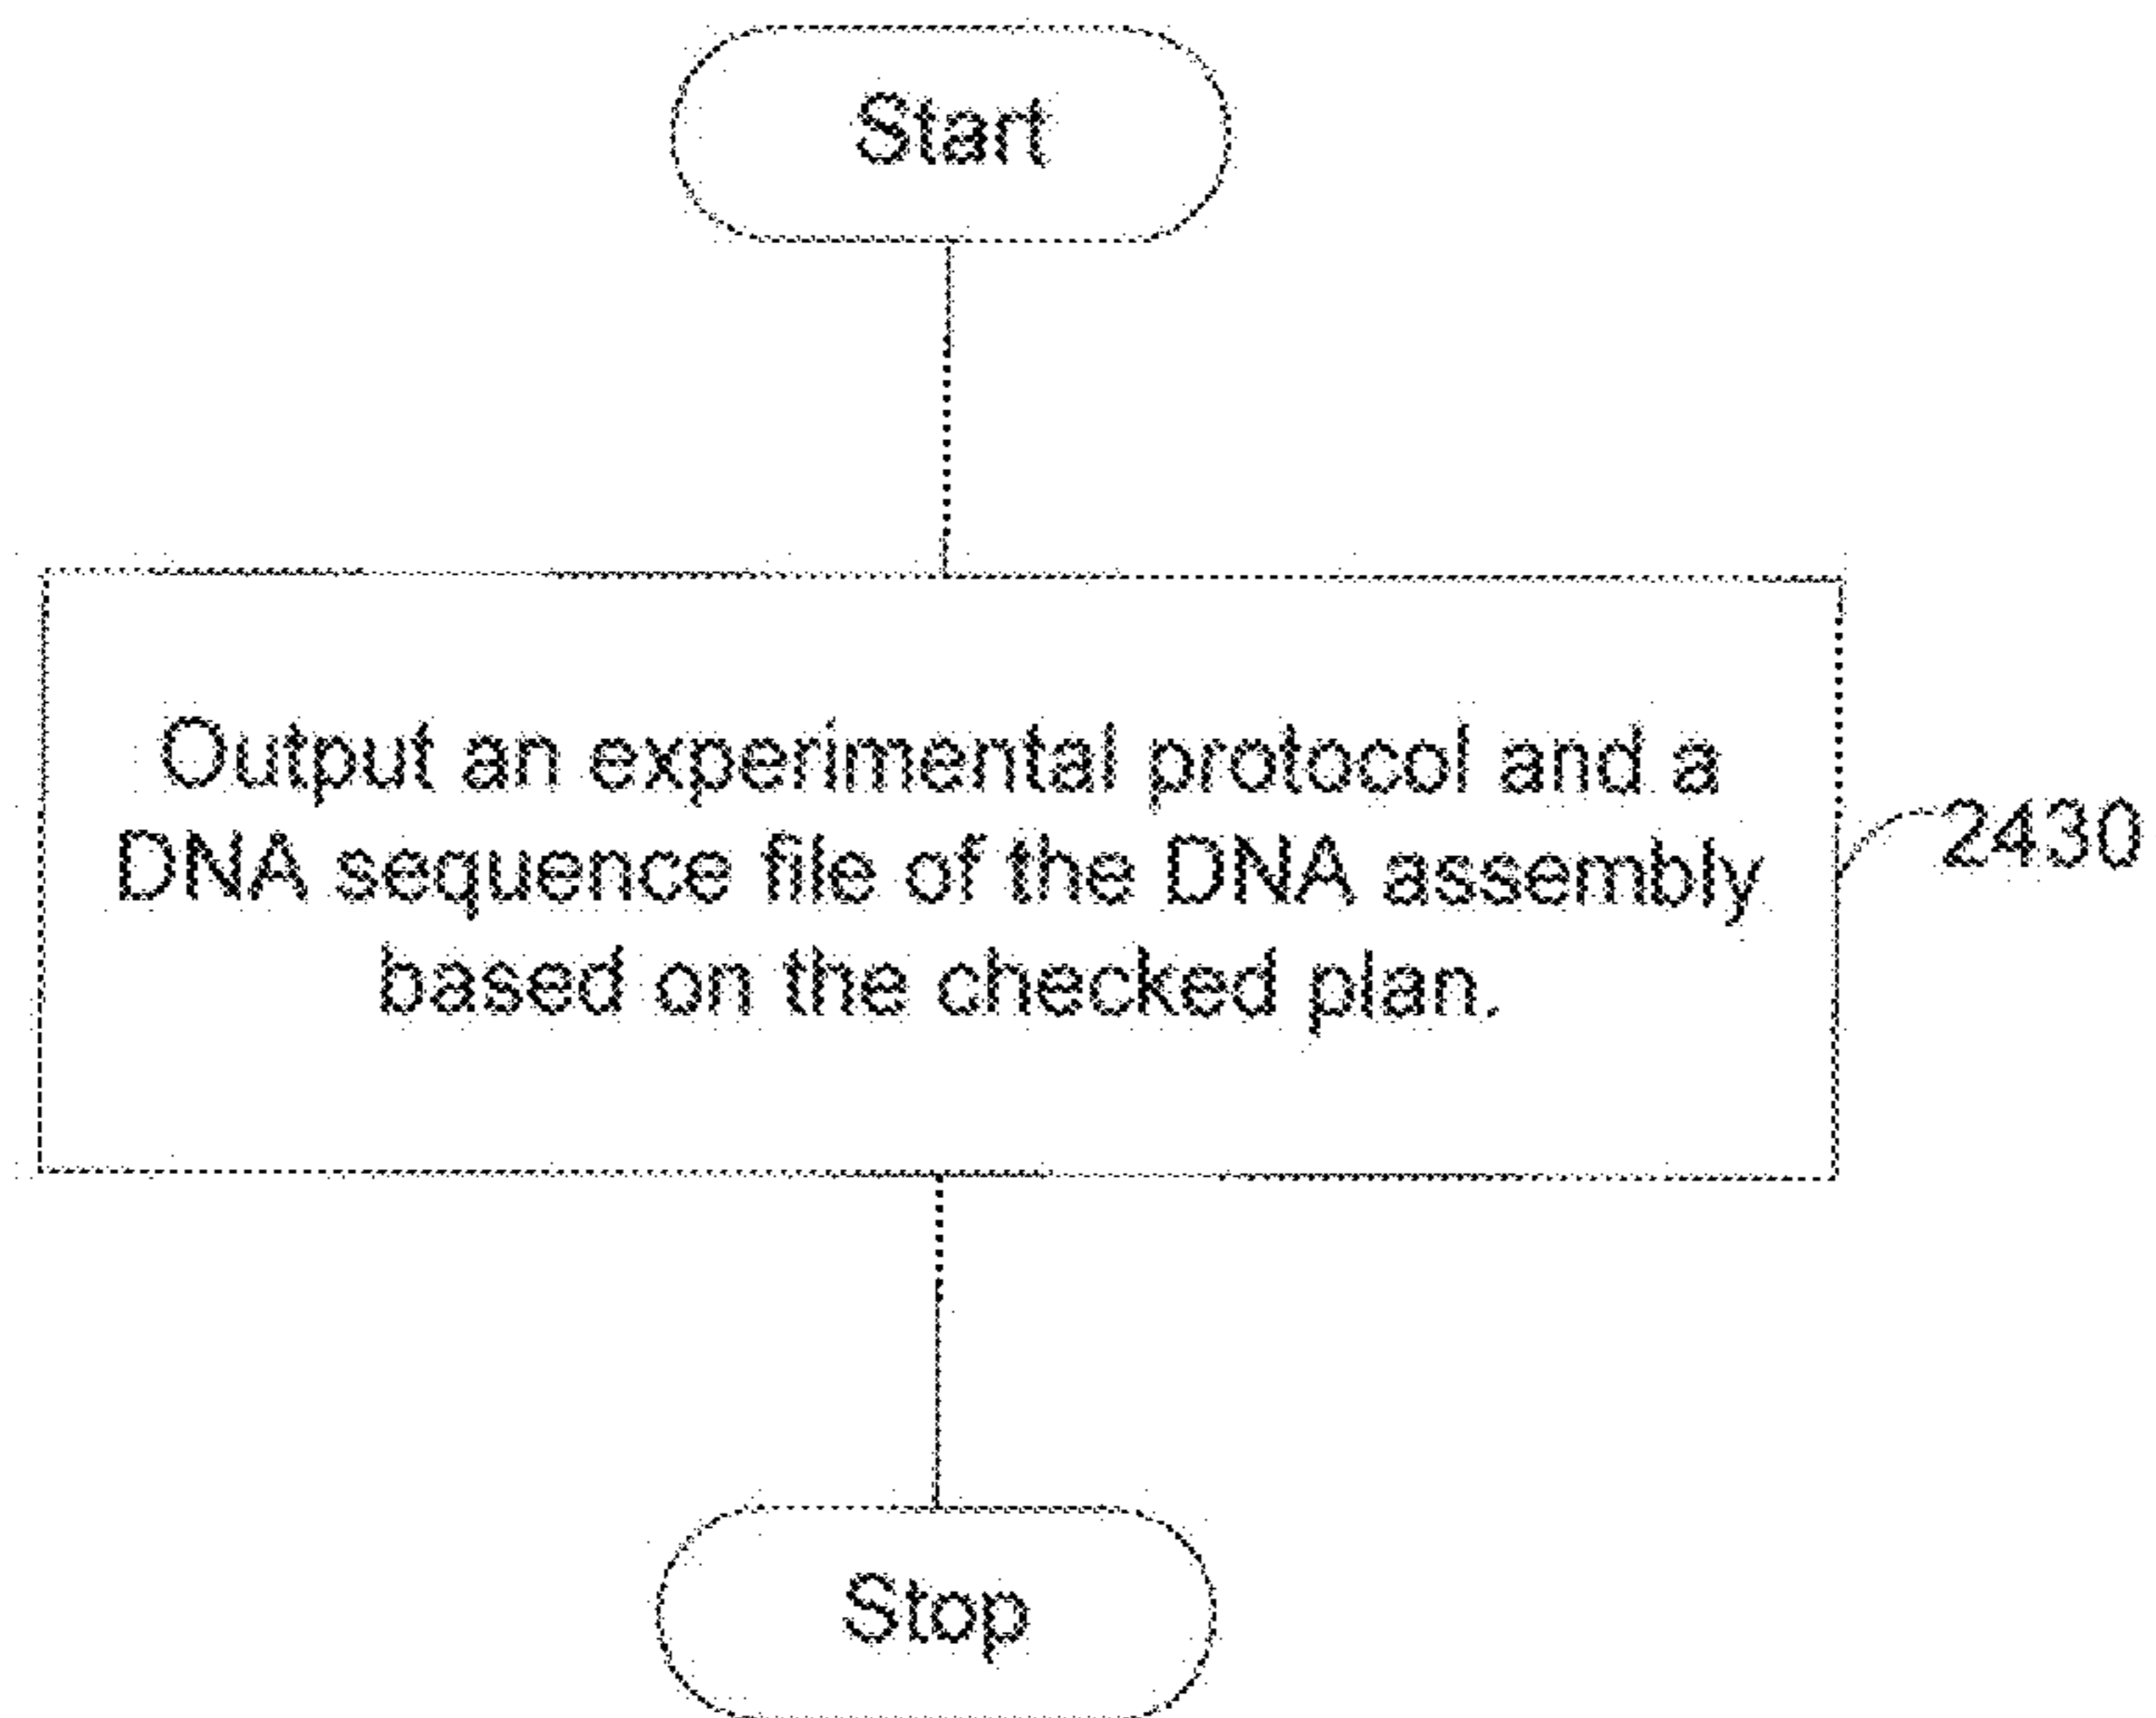 Start
Output an experimental protocol and a
DNA sequence file of the DNA assembly
based on the checked plan.
2430
Stop